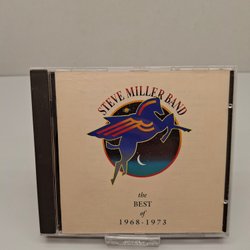 STEVE MILLER BAND
the
BEST
of
1968-1973